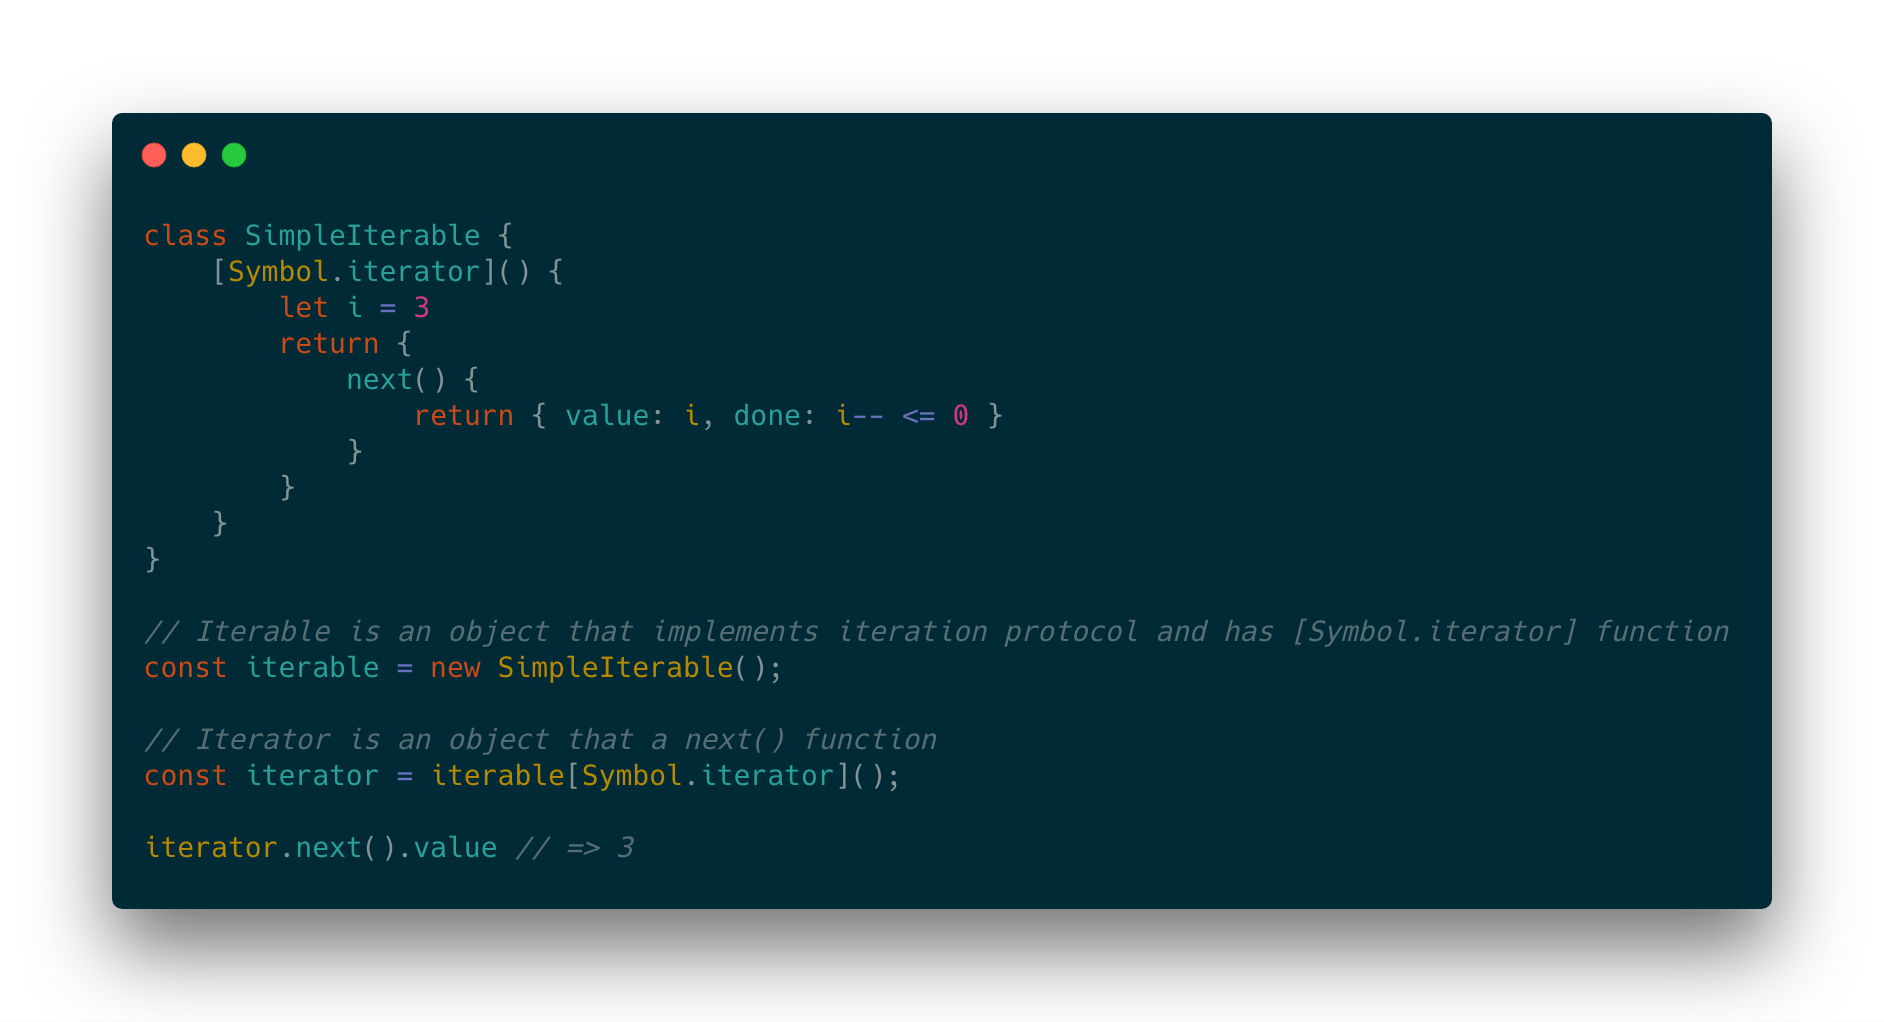 class SimpleIterable {
    [Symbol.iterator]() {
        let i = 3
        return {
            next() {
                return { value: i, done: i-- <= 0 }
            }
        }
    }
}

// Iterable is an object that implements iteration protocol and has [Symbol.iterator] function
const iterable = new SimpleIterable();

// Iterator is an object that a next() function
const iterator = iterable[Symbol.iterator]();

iterator.next().value // => 3